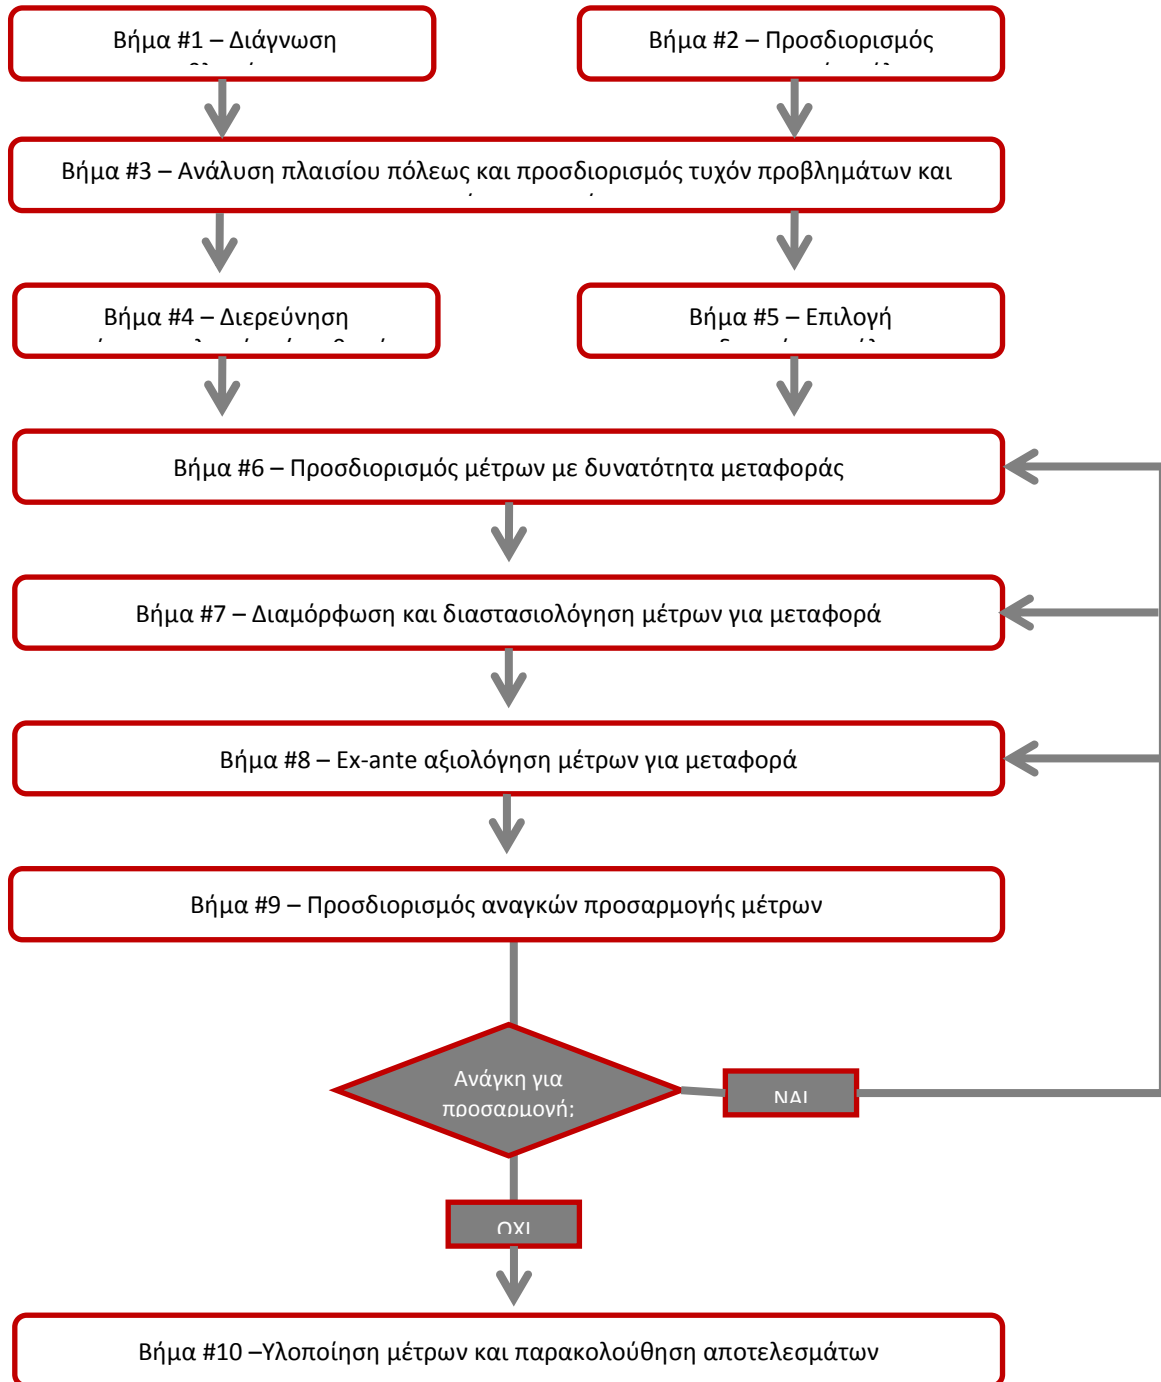 Βήμα #1 – Διάγνωση
Βήμα #2 – Προσδιορισμός
Βήμα #3 – Ανάλυση πλαισίου πόλεως και προσδιορισμός τυχόν προβλημάτων και
Βήμα #4 – Διερεύνηση
Βήμα #5 – Επιλογή
Βήμα #6 – Προσδιορισμός μέτρων με δυνατότητα μεταφοράς
Βήμα #7 – Διαμόρφωση και διαστασιολόγηση μέτρων για μεταφορά
Βήμα #8 – Ex-ante αξιολόγηση μέτρων για μεταφορά
Βήμα #9 – Προσδιορισμός αναγκών προσαρμογής μέτρων
Ανάγκη για
προσαρμογή;
ΝΑΙ
ΟΧΙ
Βήμα #10 –Υλοποίηση μέτρων και παρακολούθηση αποτελεσμάτων